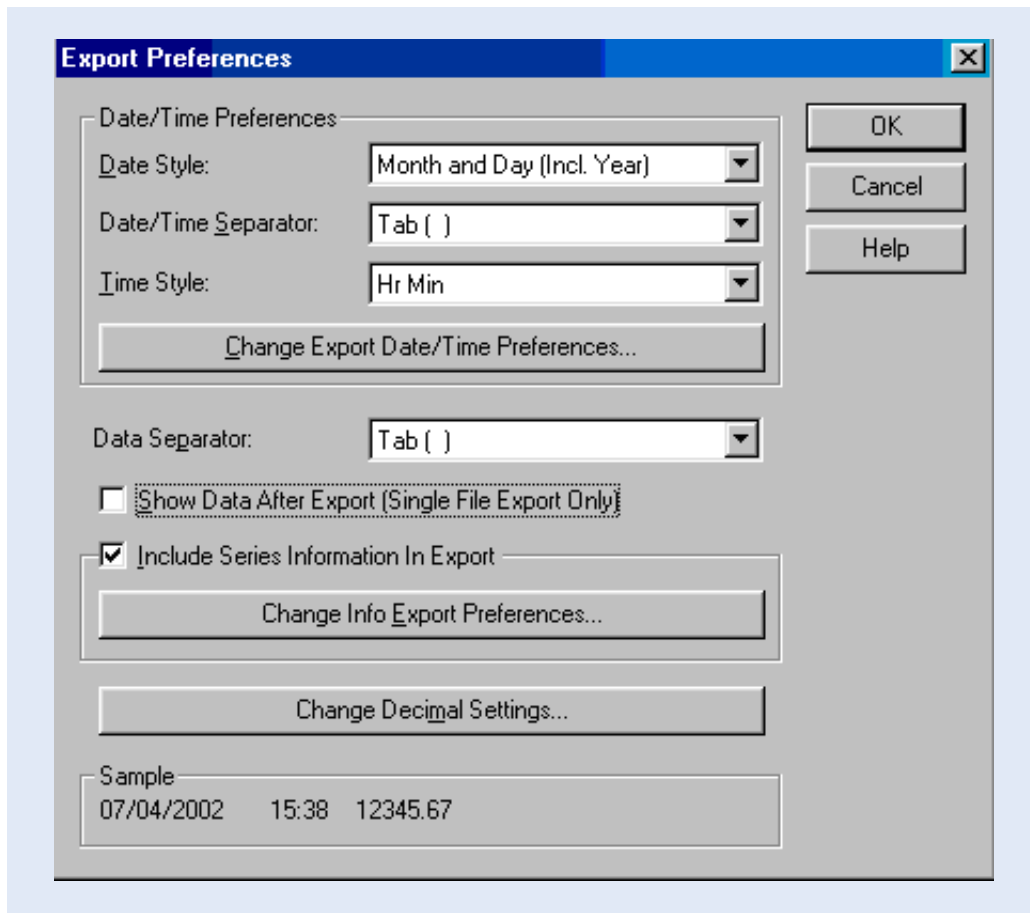 Export Preferences
Date/Time Preferences
Date Style: Month and Day (Incl. Year)
Date/Time Separator: Tab ( )
Time Style: Hr Min
Change Export Date/Time Preferences...
OK
Cancel
Help
Data Separator: Tab ( )
Show Data After Export (Single File Export Only)
Include Series Information In Export
Change Info Export Preferences...
Change Decimal Settings...
Sample
07/04/2002 15:38 12345.67